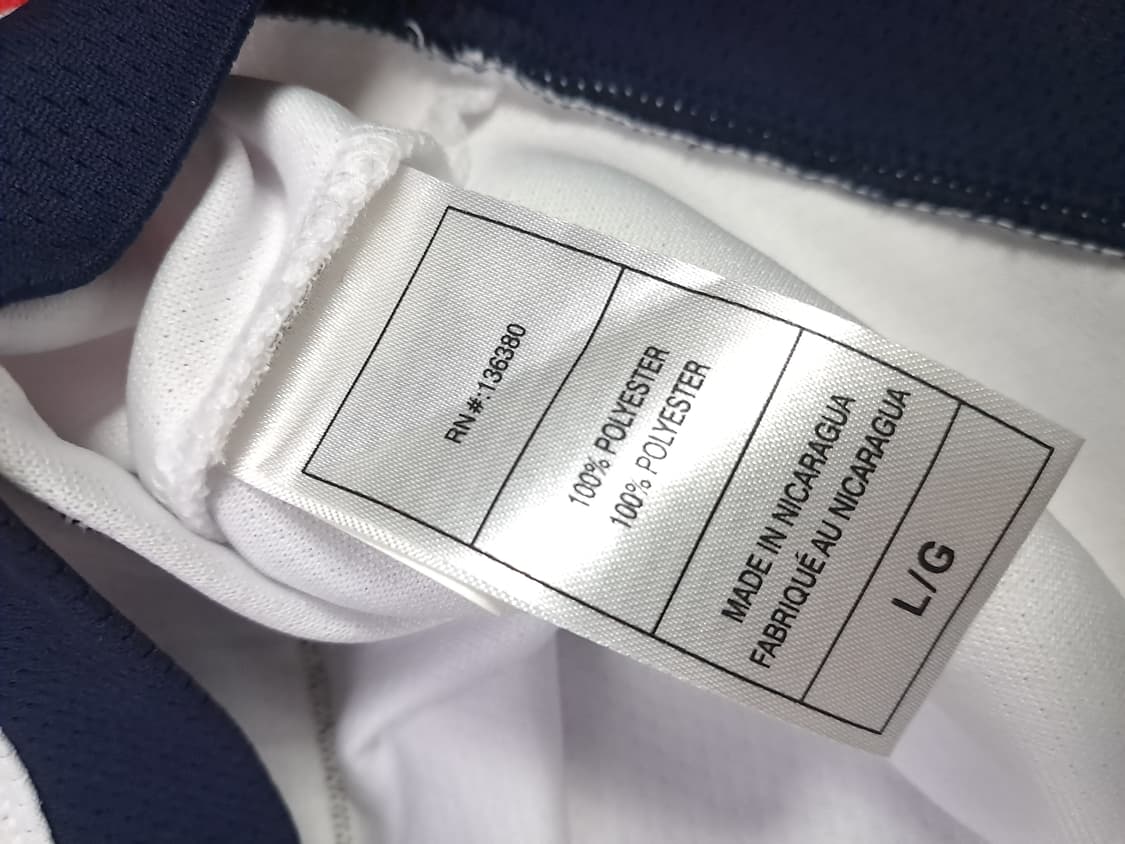 RN#:136380
100% POLYESTER
100% POLYESTER
MADE IN NICARAGUA
FABRIQUÉ AU NICARAGUA
L/G